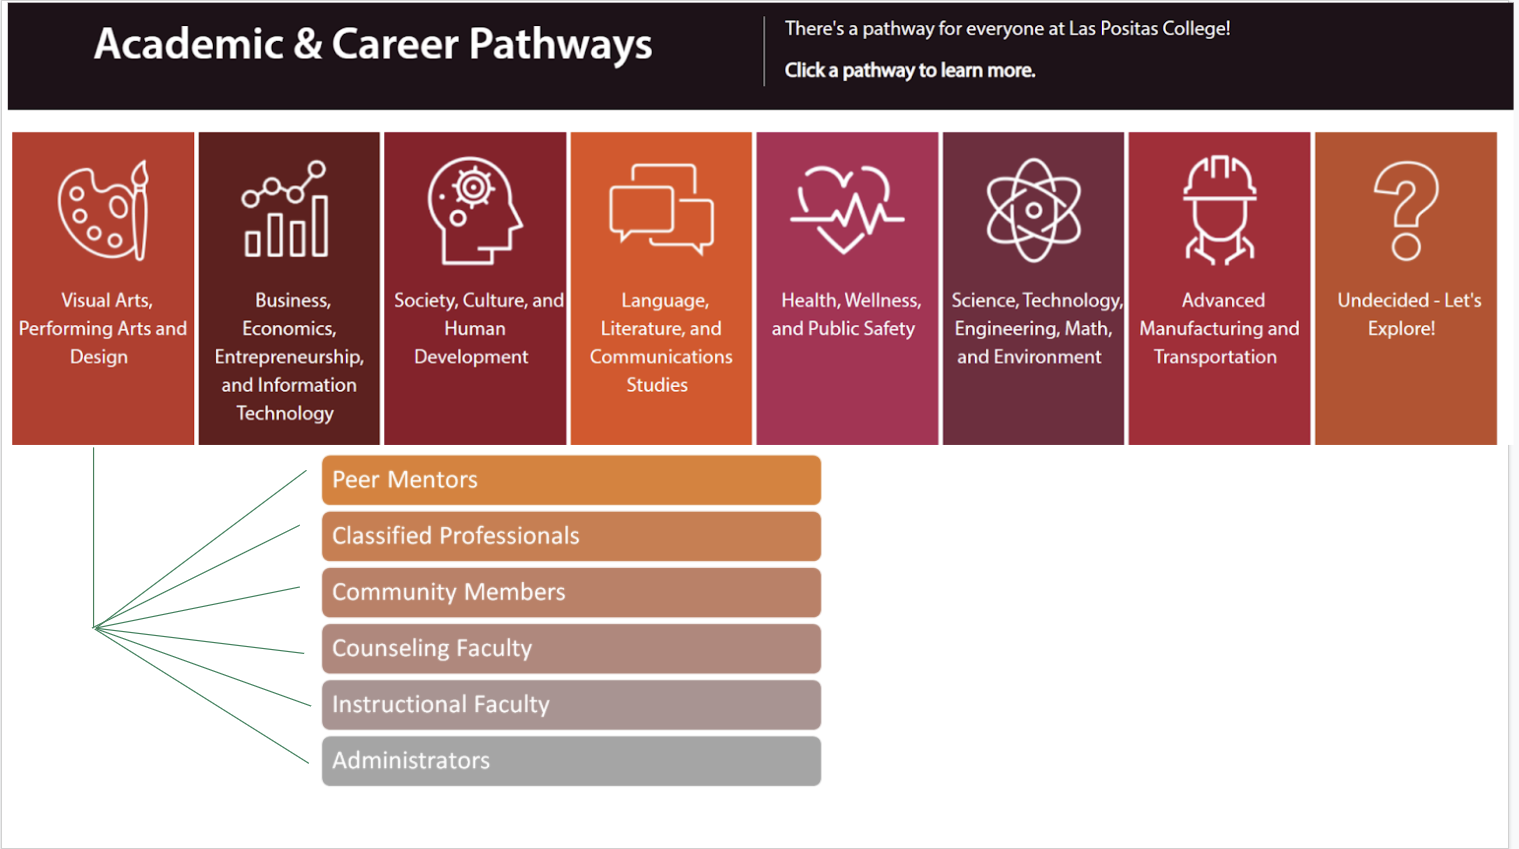 Academic & Career Pathways
There's a pathway for everyone at Las Positas College!
Click a pathway to learn more.
Visual Arts,
Performing Arts and
Design
Business,
Economics,
Entrepreneurship,
and Information
Technology
Society, Culture, and
Human
Development
Language,
Literature, and
Communications
Studies
Health, Wellness,
and Public Safety
Science, Technology,
Engineering, Math,
and Environment
Advanced
Manufacturing and
Transportation
Undecided - Let's
Explore!
Peer Mentors
Classified Professionals
Community Members
Counseling Faculty
Instructional Faculty
Administrators